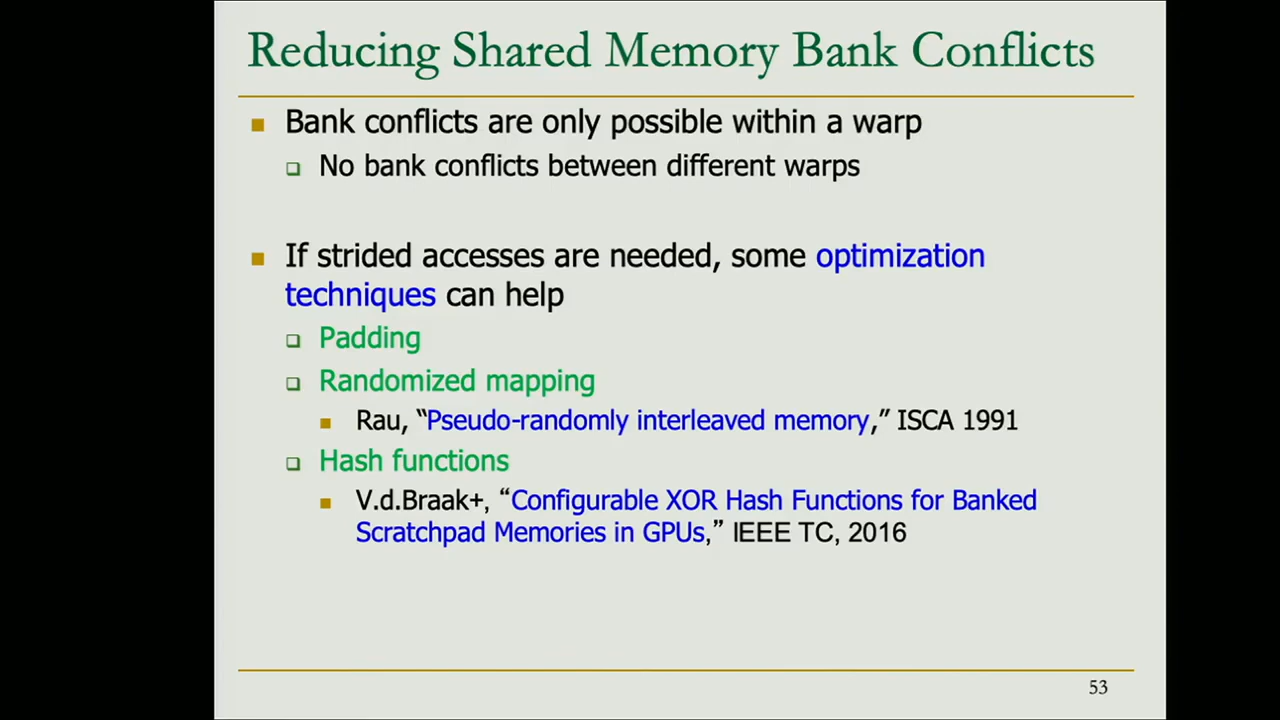 Reducing Shared Memory Bank Conflicts
Bank conflicts are only possible within a warp
No bank conflicts between different warps
If strided accesses are needed, some optimization
techniques can help
Padding
Randomized mapping
Rau, “Pseudo-randomly interleaved memory,” ISCA 1991
Hash functions
V.d.Braak+, “Configurable XOR Hash Functions for Banked
Scratchpad Memories in GPUs,” IEEE TC, 2016
53